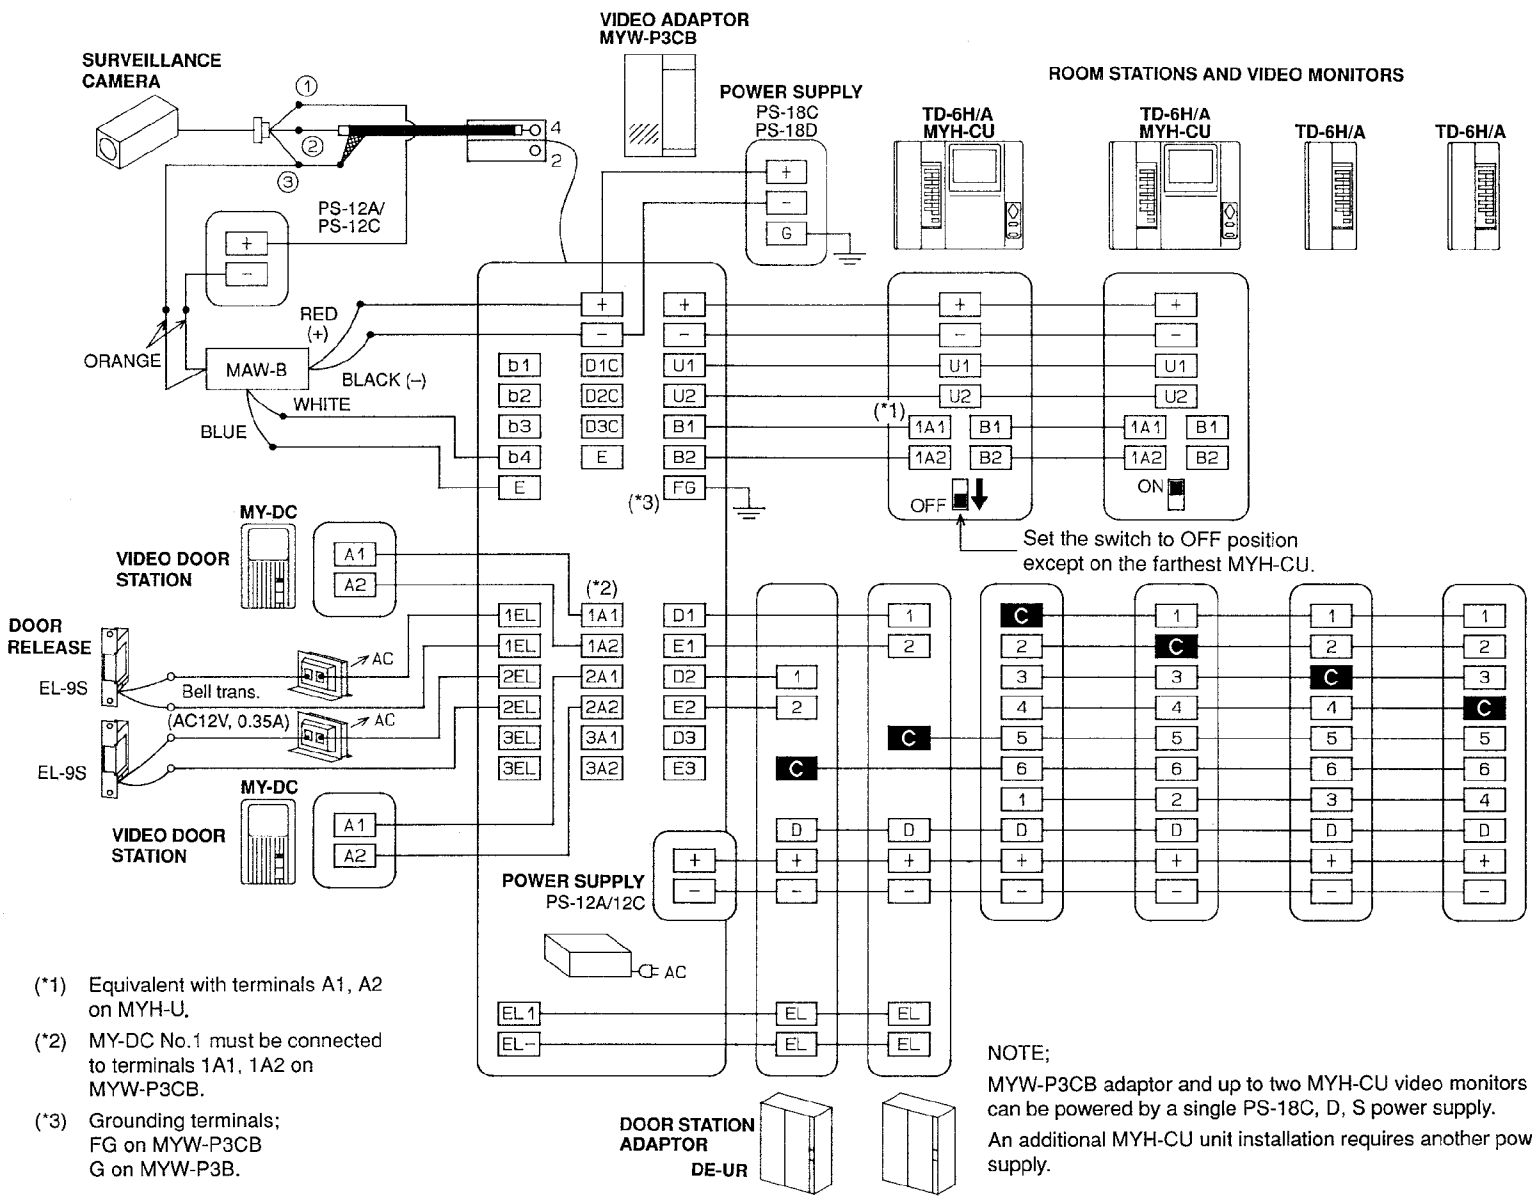 VIDEO ADAPTOR
MYW-P3CB
SURVEILLANCE
CAMERA
1
2
3
4
2
POWER SUPPLY
PS-18C
PS-18D
+
−
G
ROOM STATIONS AND VIDEO MONITORS
TD-6H/A
MYH-CU
TD-6H/A
MYH-CU
TD-6H/A
TD-6H/A
PS-12A/
PS-12C
+
−
ORANGE
MAW-B
RED
(+)
BLACK (−)
WHITE
BLUE
+ + + +
− − − −
b1 D1C U1 U1 U1
b2 D2C U2 U2 U2
(*1)
b3 D3C B1 1A1 B1 1A1 B1
b4 E B2 1A2 B2 1A2 B2
E (*3) FG OFF ON
Set the switch to OFF position
except on the farthest MYH-CU.
MY-DC
VIDEO DOOR
STATION
A1
A2
(*2)
DOOR
RELEASE
EL-9S
AC
Bell trans.
(AC12V, 0.35A)
AC
EL-9S
1EL 1A1 D1 1 C 1 1 1
1EL 1A2 E1 2 2 C 2 2
2EL 2A1 D2 1 3 3 C 3
2EL 2A2 E2 2 4 4 4 C
3EL 3A1 D3 C 5 5 5 5
3EL 3A2 E3 C 6 6 6 6
1 2 3 4
D D D D D D
+ + + + + + +
− − − − − − −
MY-DC
VIDEO DOOR
STATION
A1
A2
POWER SUPPLY
PS-12A/12C
AC
EL1 EL EL
EL− EL EL
DOOR STATION
ADAPTOR
DE-UR
(*1) Equivalent with terminals A1, A2
on MYH-U.
(*2) MY-DC No.1 must be connected
to terminals 1A1, 1A2 on
MYW-P3CB.
(*3) Grounding terminals;
FG on MYW-P3CB
G on MYW-P3B.
NOTE;
MYW-P3CB adaptor and up to two MYH-CU video monitors
can be powered by a single PS-18C, D, S power supply.
An additional MYH-CU unit installation requires another pow
supply.